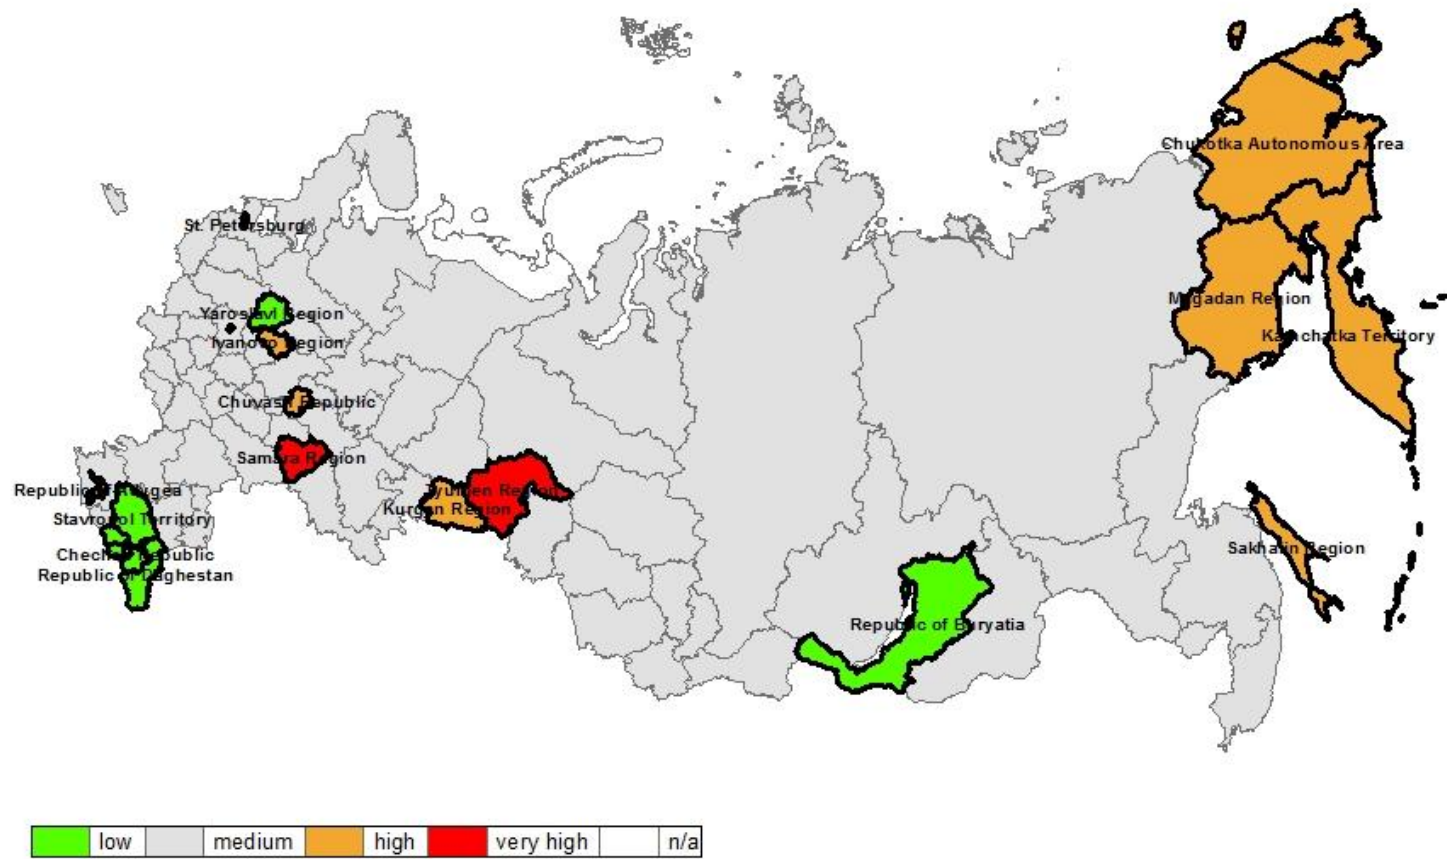 Chukotka Autonomous Area
St. Petersburg
Magadan Region
Yaroslavl Region
Kamchatka Territory
Ivanovo Region
Chuvash Republic
Samara Region
Republic of Adygea
Tyumen Region
Kurgan Region
Stavropol Territory
Sakhalin Region
Chechen Republic
Republic of Daghestan
Republic of Buryatia
low medium high very high n/a